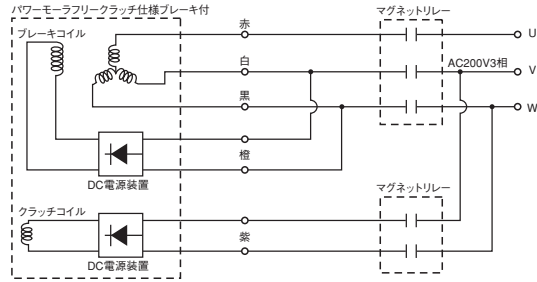 パワーモーラフリークラッチ仕様ブレーキ付
マグネットリレー
ブレーキコイル
赤
U
白
AC200V3相
V
黒
W
橙
DC電源装置
マグネットリレー
クラッチコイル
紫
DC電源装置